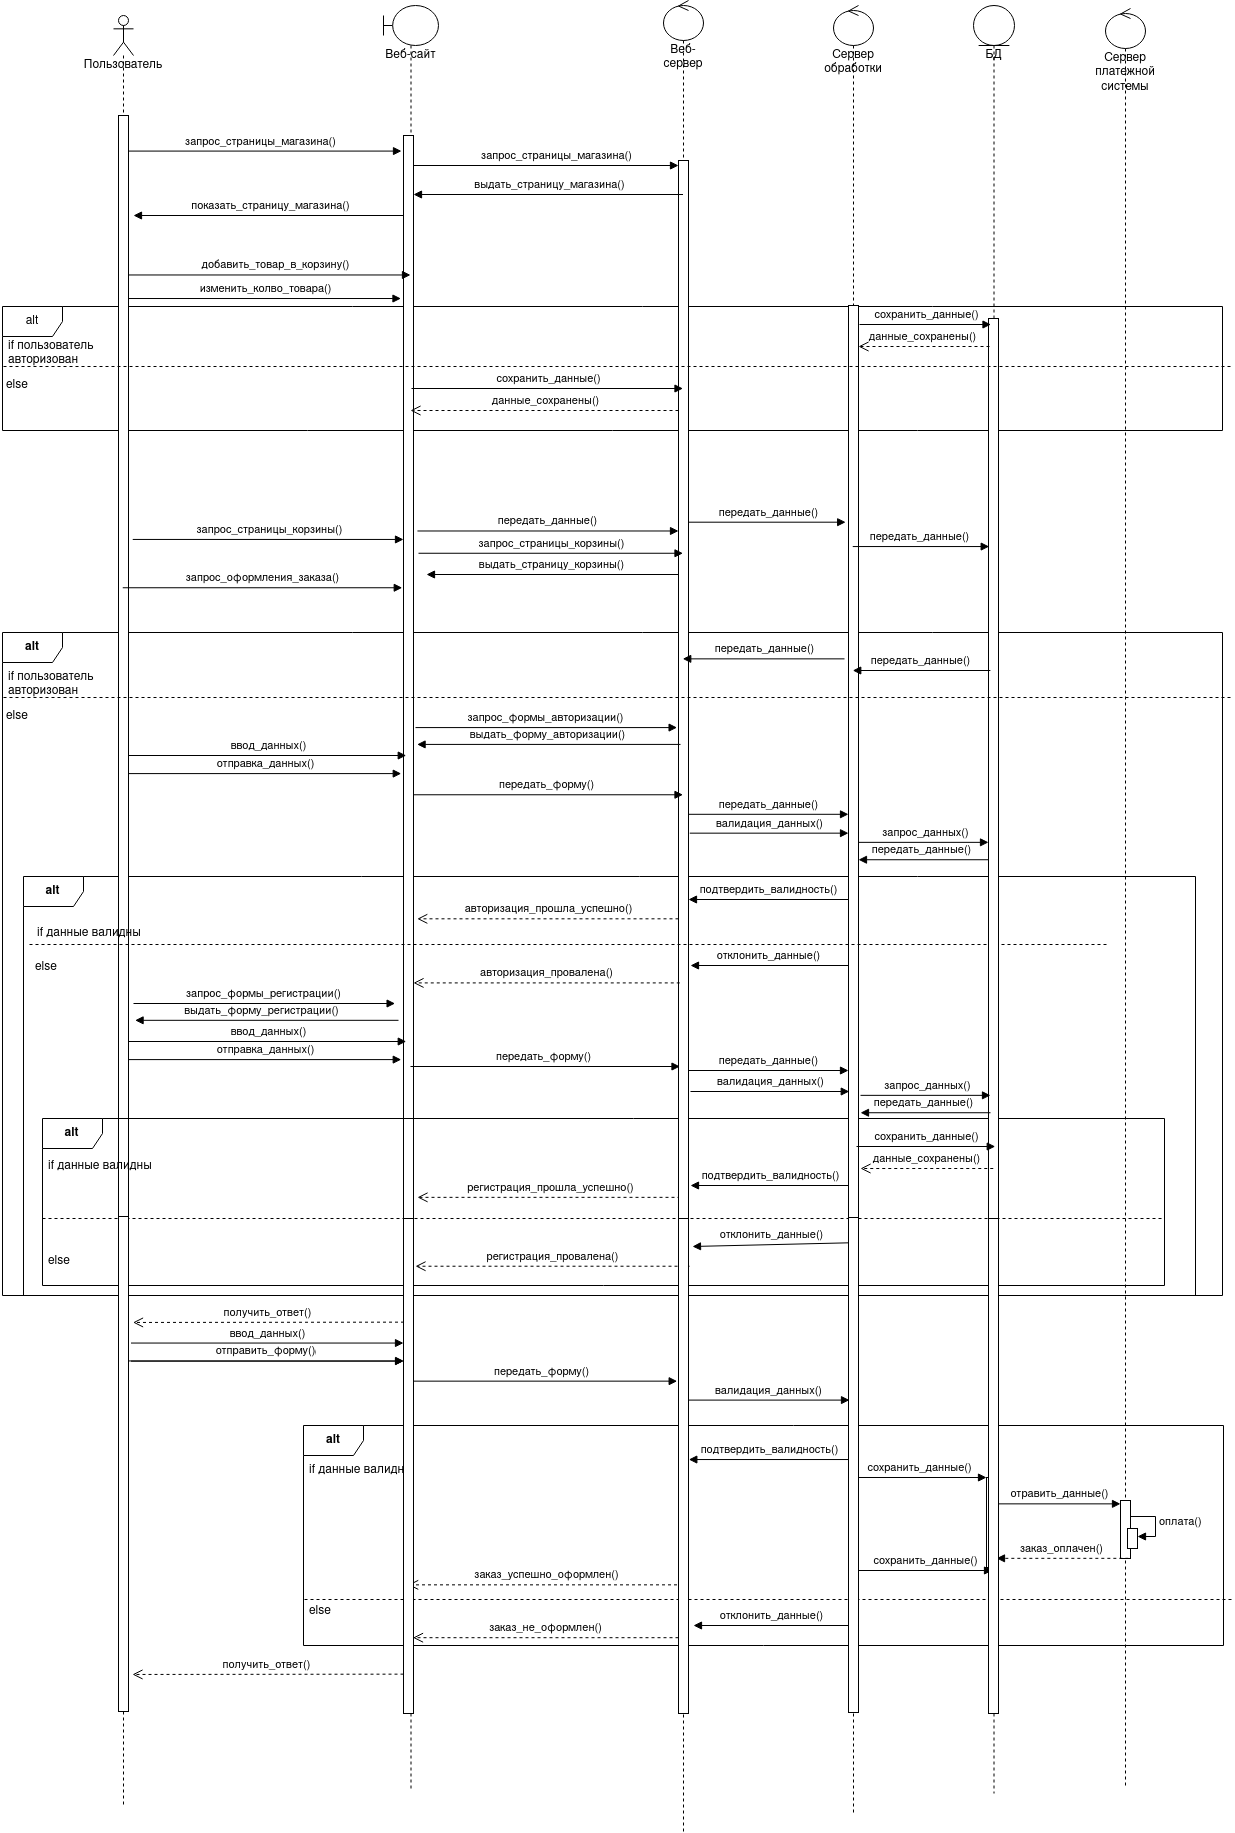 Пользователь
Веб-сайт
Веб-
сервер
Сервер
обработки
БД
Сервер
платежной
системы
запрос_страницы_магазина()
запрос_страницы_магазина()
выдать_страницу_магазина()
показать_страницу_магазина()
добавить_товар_в_корзину()
изменить_колво_товара()
alt
сохранить_данные()
if пользователь
авторизован
данные_сохранены()
else
сохранить_данные()
данные_сохранены()
передать_данные()
передать_данные()
запрос_страницы_корзины()
передать_данные()
запрос_страницы_корзины()
выдать_страницу_корзины()
запрос_оформления_заказа()
alt
передать_данные()
передать_данные()
if пользователь
авторизован
else
запрос_формы_авторизации()
выдать_форму_авторизации()
ввод_данных()
отправка_данных()
передать_форму()
передать_данные()
валидация_данных()
запрос_данных()
передать_данные()
alt
подтвердить_валидность()
авторизация_прошла_успешно()
if данные валидны
отклонить_данные()
else
авторизация_провалена()
запрос_формы_регистрации()
выдать_форму_регистрации()
ввод_данных()
отправка_данных()
передать_форму()
передать_данные()
валидация_данных()
запрос_данных()
передать_данные()
alt
сохранить_данные()
if данные валидны
данные_сохранены()
подтвердить_валидность()
регистрация_прошла_успешно()
отклонить_данные()
else
регистрация_провалена()
получить_ответ()
ввод_данных()
отправить_форму()
передать_форму()
валидация_данных()
alt
подтвердить_валидность()
if данные валидн
сохранить_данные()
отравить_данные()
оплата()
заказ_оплачен()
сохранить_данные()
заказ_успешно_оформлен()
else
отклонить_данные()
заказ_не_оформлен()
получить_ответ()